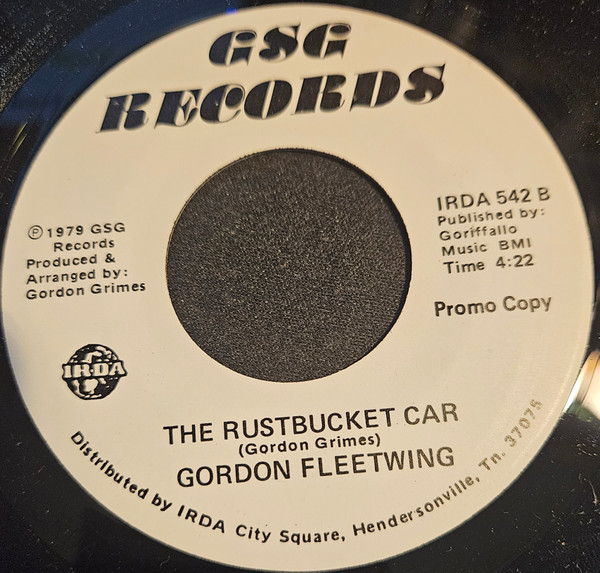 GSG
RECORDS
℗ 1979 GSG
Records
Produced &
Arranged by:
Gordon Grimes
IRDA 542 B
Published by:
Goriffallo
Music BMI
Time 4:22
Promo Copy
IRDA
THE RUSTBUCKET CAR
(Gordon Grimes)
GORDON FLEETWING
Distributed by IRDA City Square, Hendersonville, Tn. 37075